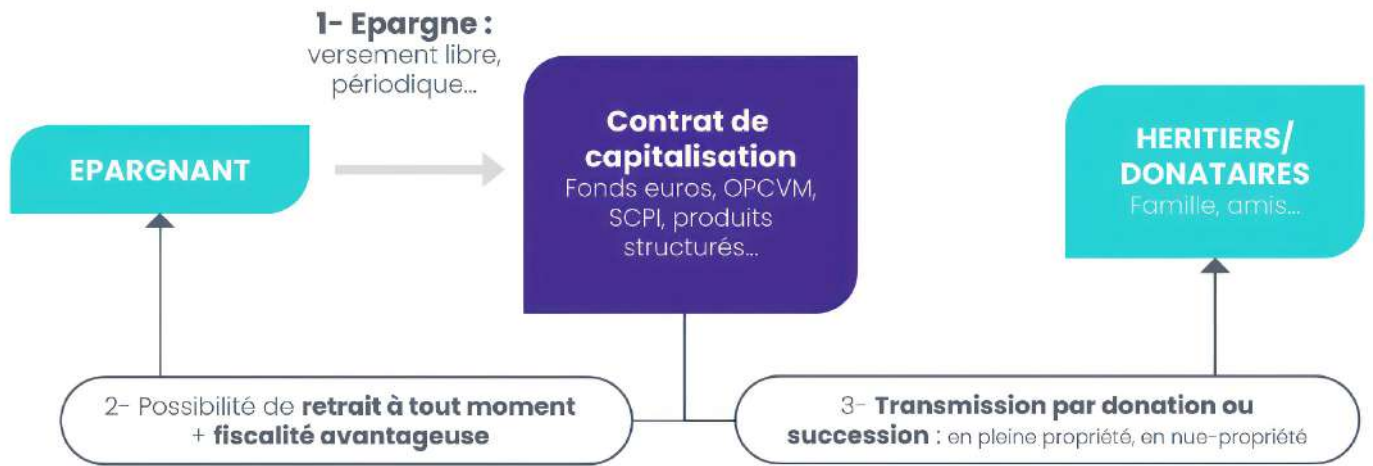 1- Epargne :
versement libre,
périodique...
EPARGNANT
Contrat de
capitalisation
Fonds euros, OPCVM,
SCPI, produits
structurés...
HERITIERS/
DONATAIRES
Famille, amis...
2- Possibilité de retrait à tout moment
+ fiscalité avantageuse
3- Transmission par donation ou
succession : en pleine propriété, en nue-propriété